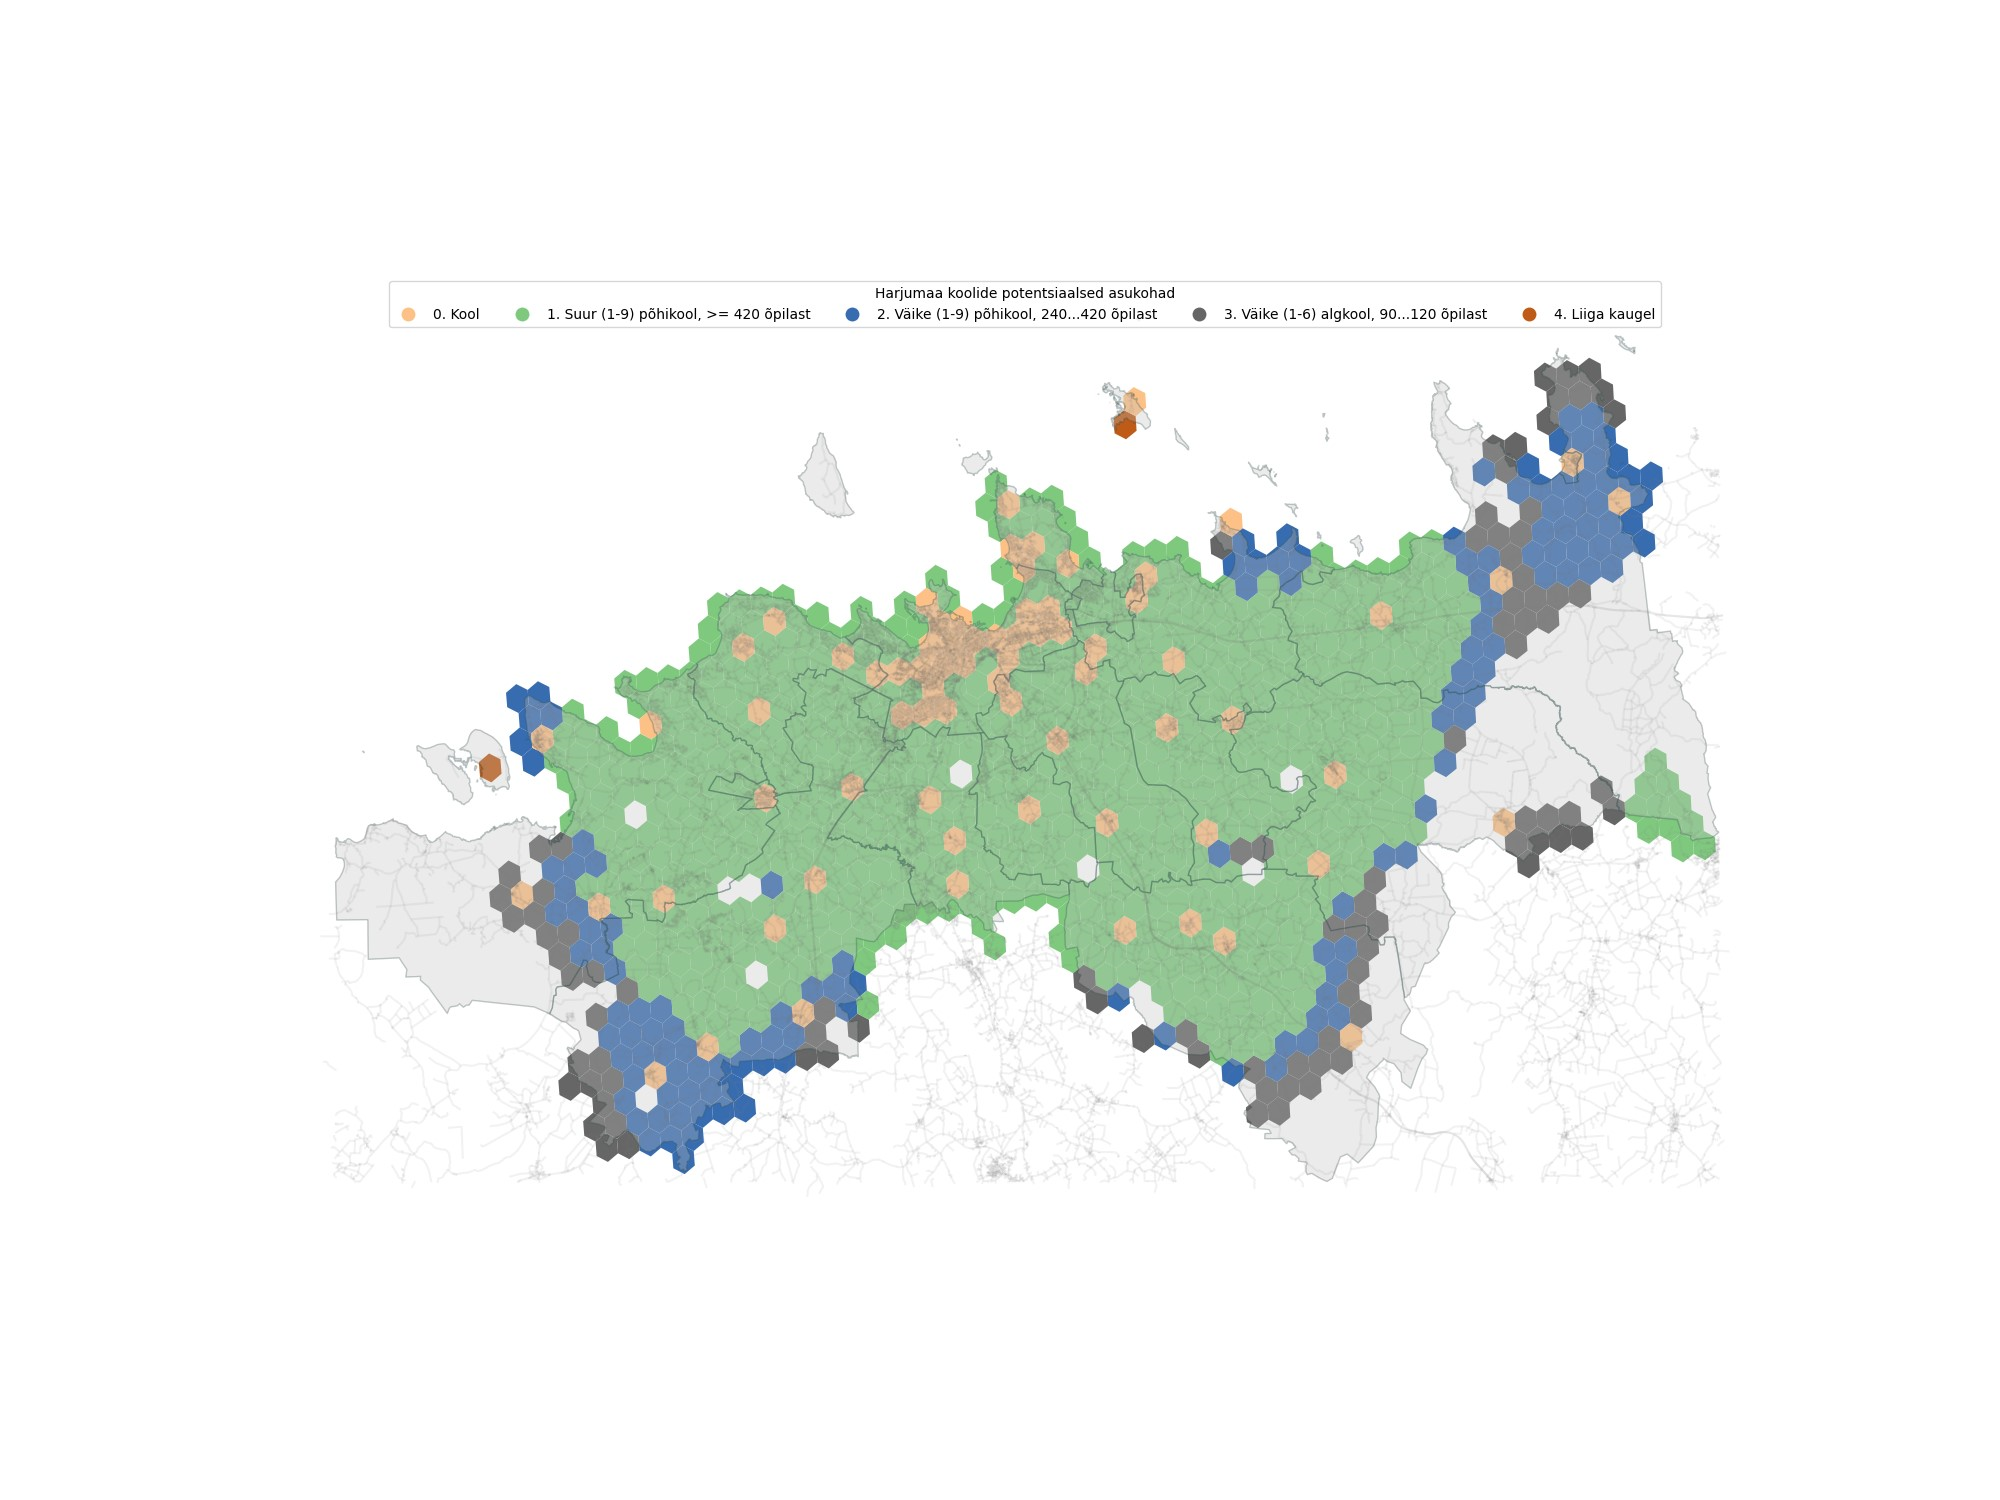 Harjumaa koolide potentsiaalsed asukohad
0. Kool 1. Suur (1-9) põhikool, >= 420 õpilast 2. Väike (1-9) põhikool, 240...420 õpilast 3. Väike (1-6) algkool, 90...120 õpilast 4. Liiga kaugel